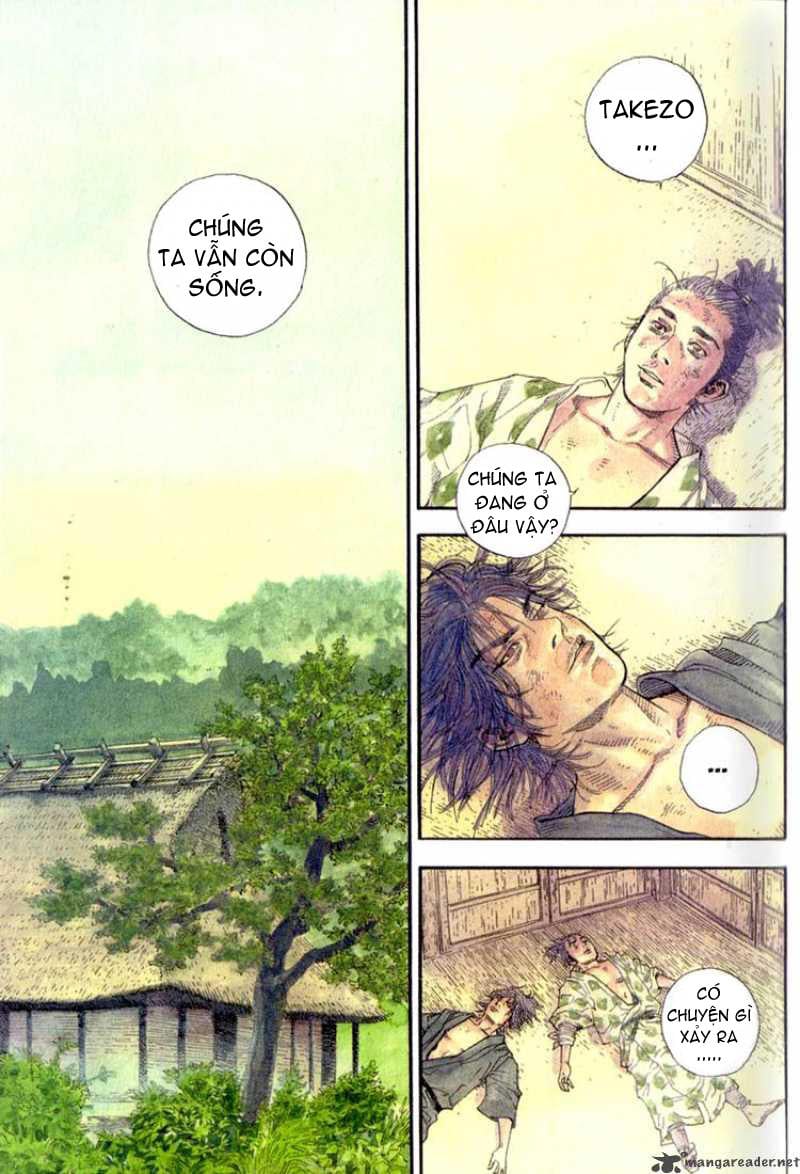 TAKEZO
...
CHÚNG TA
ĐANG Ở
ĐÂU VẬY?
...
CÓ
CHUYỆN GÌ
XẢY RA
.....
CHÚNG
TA VẪN CÒN
SỐNG.
mangareader.net